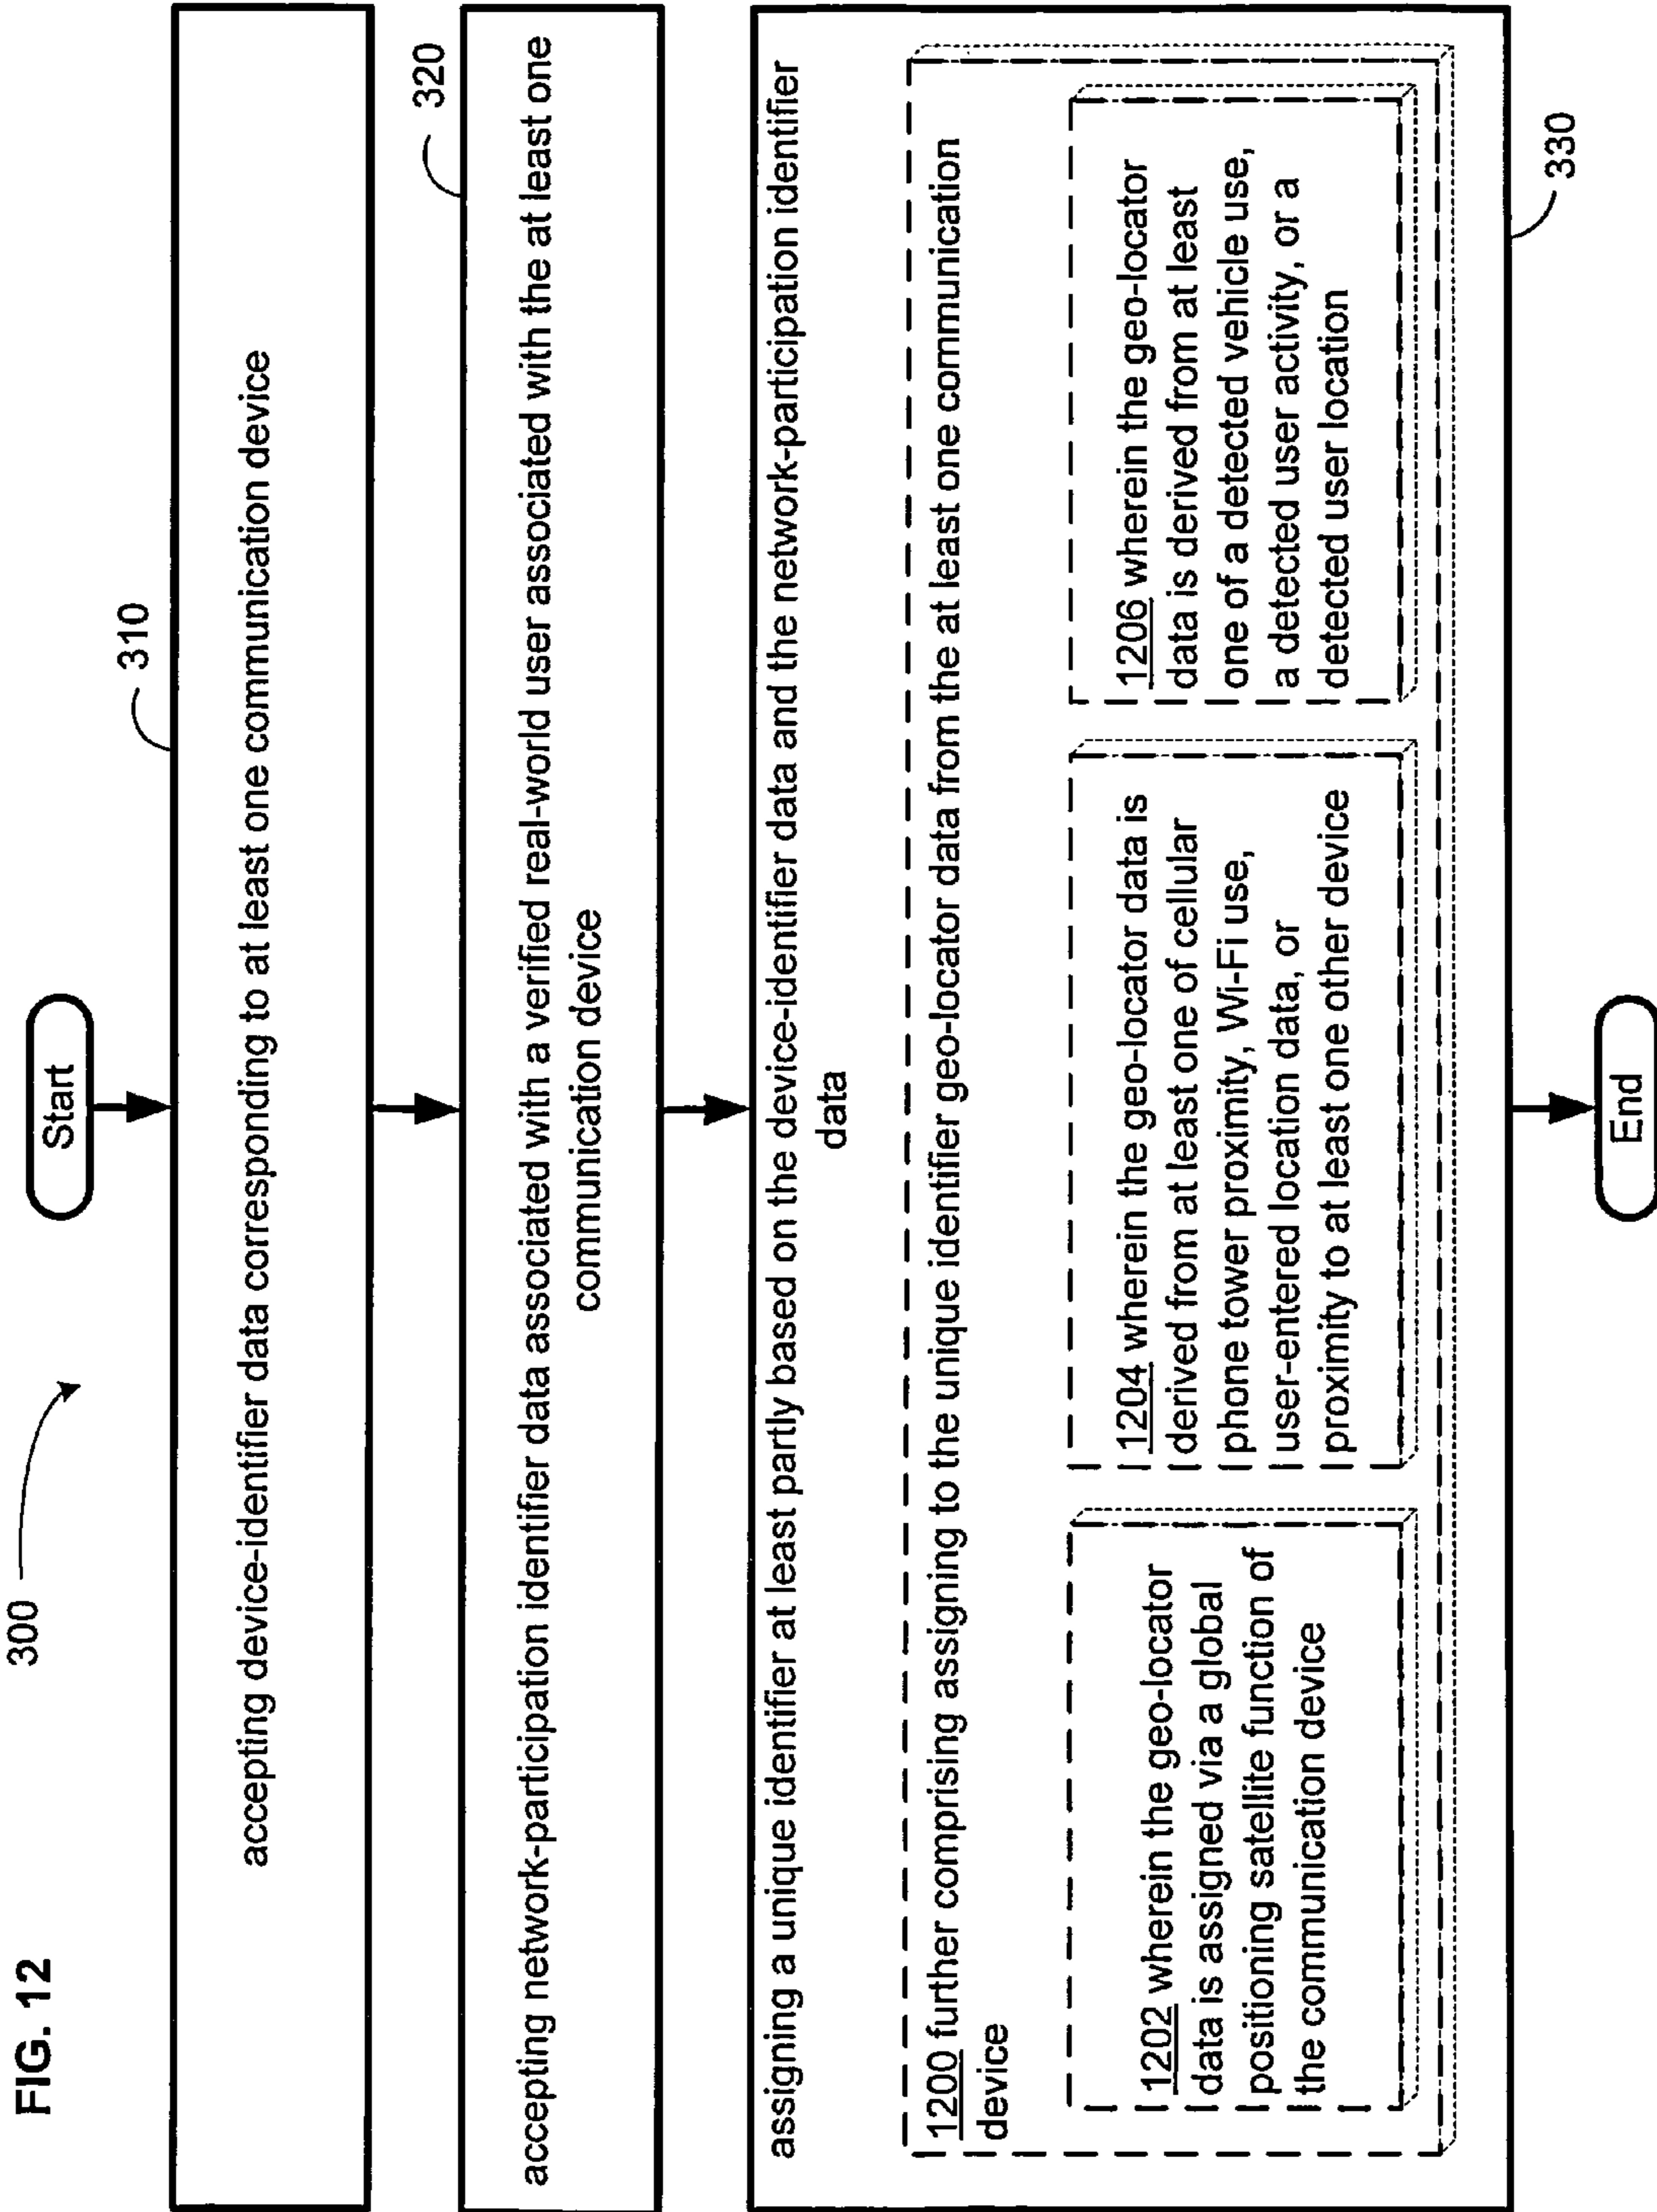 FIG. 12
300
Start
310
accepting device-identifier data corresponding to at least one communication device
320
accepting network-participation identifier data associated with a verified real-world user associated with the at least one
communication device
assigning a unique identifier at least partly based on the device-identifier data and the network-participation identifier
data
1200 further comprising assigning to the unique identifier geo-locator data from the at least one communication
device
1202 wherein the geo-locator
data is assigned via a global
positioning satellite function of
the communication device
1204 wherein the geo-locator data is
derived from at least one of cellular
phone tower proximity, Wi-Fi use,
user-entered location data, or
proximity to at least one other device
1206 wherein the geo-locator
data is derived from at least
one of a detected vehicle use,
a detected user activity, or a
detected user location
330
End